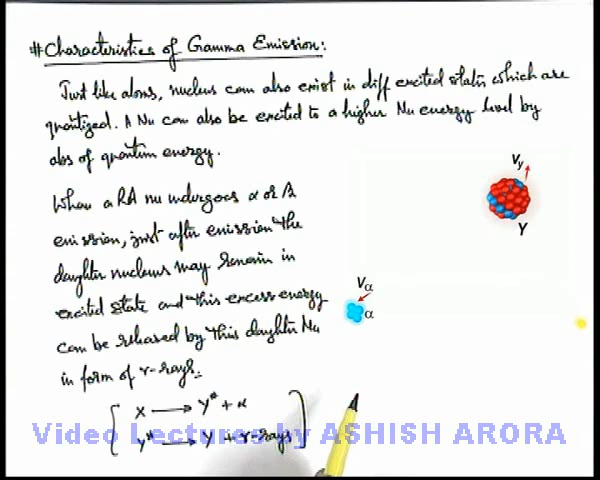 # Characteristics of Gamma Emission:
Just like atoms, nucleus can also exist in diff excited states which are
quantized. A Nu can also be excited to a higher Nu energy level by
abs of quantum energy.
When a RA nu undergoes α or β
emission, just after emission the
daughter nucleus may remain in
excited state and this excess energy
can be released by this daughter Nu
in form of γ-rays.
X → Y* + α
Y* → Y + γ-rays
Vy
Y
Vα
α
Video Lectures by ASHISH ARORA